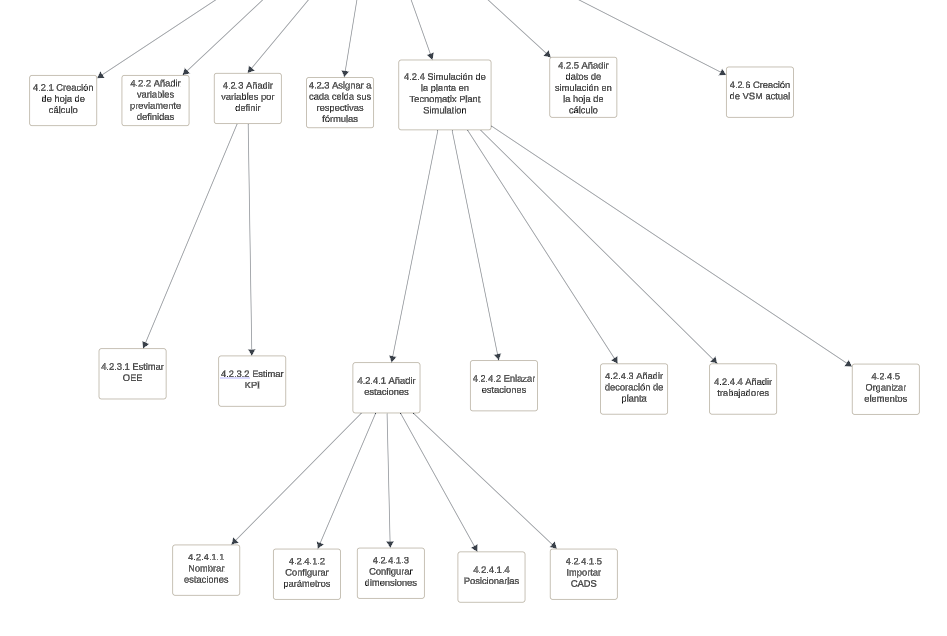 4.2.1 Creación
de hoja de
cálculo
4.2.2 Añadir
variables
previamente
definidas
4.2.3 Añadir
variables por
definir
4.2.3 Asignar a
cada celda sus
respectivas
fórmulas
4.2.4 Simulación de
la planta en
Tecnomatix Plant
Simulation
4.2.5 Añadir
datos de
simulación en
la hoja de
cálculo
4.2.6 Creación
de VSM actual
4.2.3.1 Estimar
OEE
4.2.3.2 Estimar
KPI
4.2.4.1 Añadir
estaciones
4.2.4.2 Enlazar
estaciones
4.2.4.3 Añadir
decoración de
planta
4.2.4.4 Añadir
trabajadores
4.2.4.5
Organizar
elementos
4.2.4.1.1
Nombrar
estaciones
4.2.4.1.2
Configurar
parámetros
4.2.4.1.3
Configurar
dimensiones
4.2.4.1.4
Posicionarlas
4.2.4.1.5
Importar
CADS